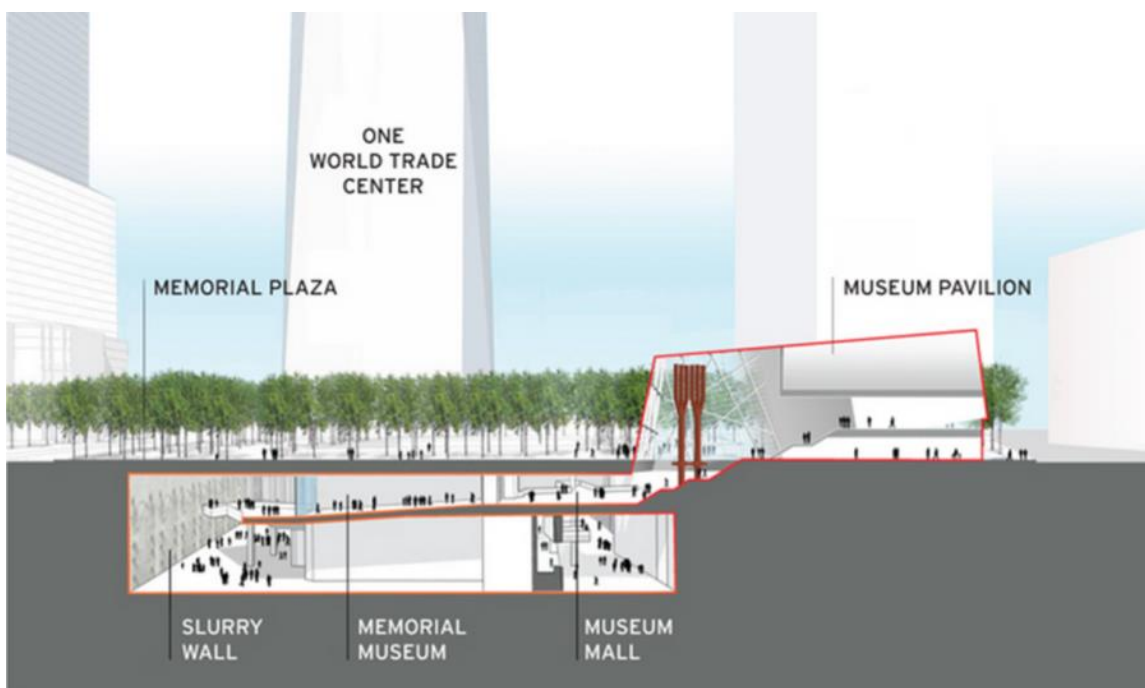 ONE
WORLD TRADE
CENTER
MEMORIAL PLAZA
MUSEUM PAVILION
SLURRY
WALL
MEMORIAL
MUSEUM
MUSEUM
MALL